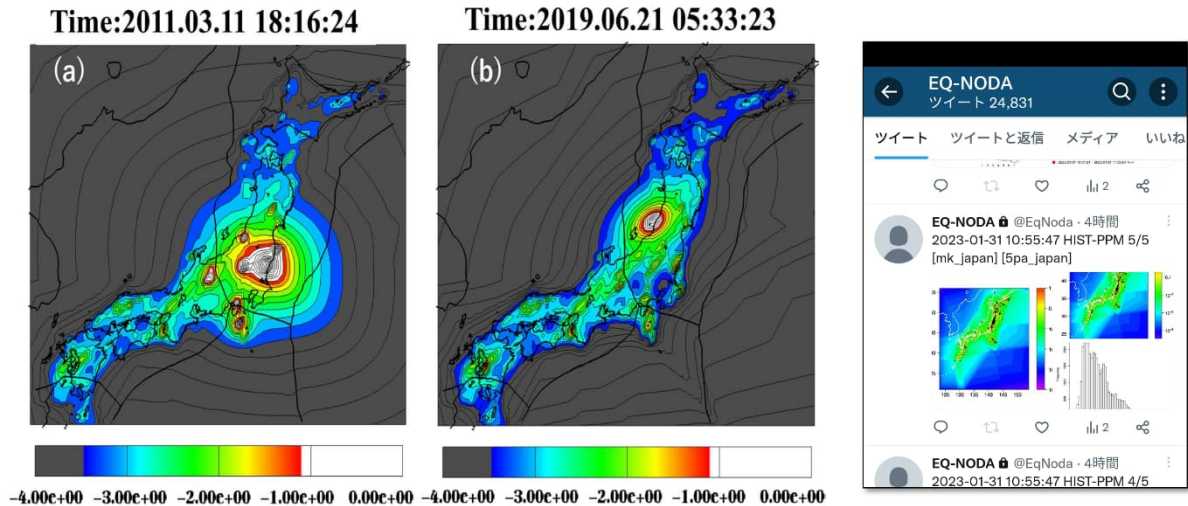 Time:2011.03.11 18:16:24
(a)
-4.00e+00 -3.00e+00 -2.00e+00 -1.00e+00 0.00e+00
Time:2019.06.21 05:33:23
(b)
-4.00e+00 -3.00e+00 -2.00e+00 -1.00e+00 0.00e+00
EQ-NODA
ツイート 24,831
ツイート ツイートと返信 メディア いいね
2
EQ-NODA @EqNoda · 4時間
2023-01-31 10:55:47 HIST-PPM 5/5
[mk_japan] [5pa_japan]
2
EQ-NODA @EqNoda · 4時間
2023-01-31 10:55:47 HIST-PPM 4/5